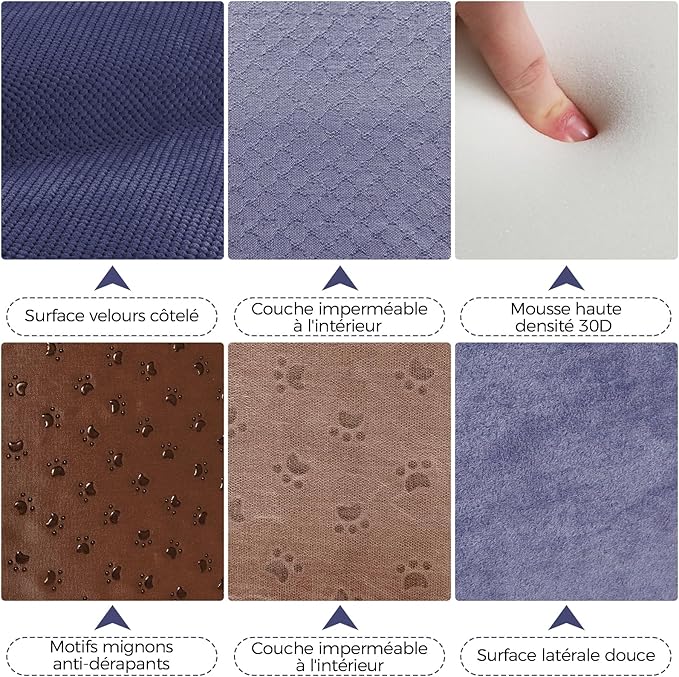 Surface velours côtelé
Couche imperméable
à l'intérieur
Mousse haute
densité 30D
Motifs mignons
anti-dérapants
Couche imperméable
à l'intérieur
Surface latérale douce